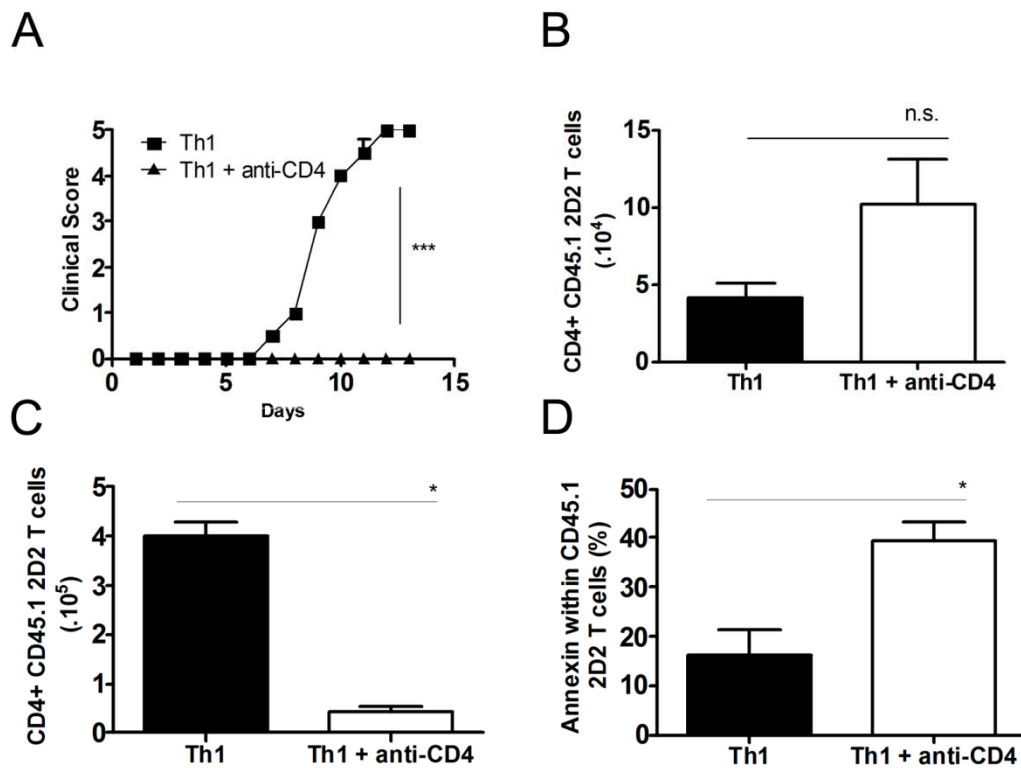 A
5
4
3
2
1
0
Clinical Score
Th1
Th1 + anti-CD4
***
0
5
10
15
Days
B
15
10
5
0
CD4+ CD45.1 2D2 T cells
(.10⁴)
n.s.
Th1
Th1 + anti-CD4
C
5
4
3
2
1
0
CD4+ CD45.1 2D2 T cells
(.10⁵)
*
Th1
Th1 + anti-CD4
D
50
40
30
20
10
0
Annexin within CD45.1
2D2 T cells (%)
*
Th1
Th1 + anti-CD4